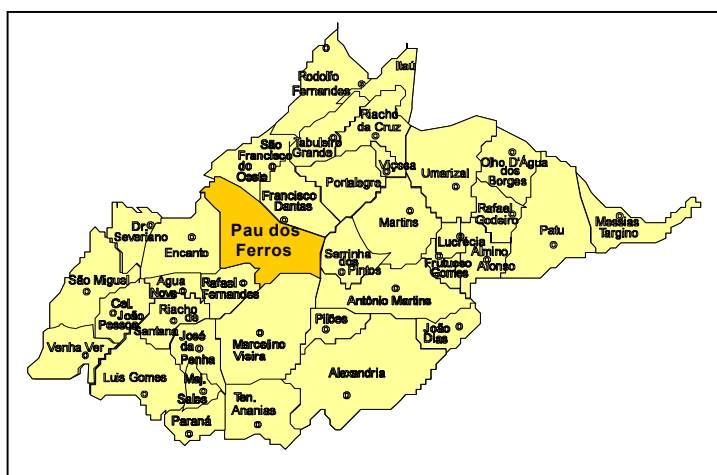 Itaú
Rodolfo
Fernandes
Riacho
da Cruz
Tabuleiro
Grande
São
Francisco
do
Oeste
Viçosa
Portalegre
Umarizal
Olho D'Água
dos
Borges
Francisco
Dantas
Martins
Rafael
Godeiro
Messias
Targino
Dr.
Severiano
Encanto
Pau dos
Ferros
Serrinha
dos
Pintos
Lucrécia
Frutuoso
Gomes
Almino
Afonso
Patu
São Miguel
Agua
Nova
Rafael
Fernandes
Antônio Martins
Cel.
João
Pessoa
Riacho de
Santana
José
da
Penha
Marcelino
Vieira
Pilões
João
Dias
Venha Ver
Luis Gomes
Maj.
Sales
Ten.
Ananias
Alexandria
Paraná